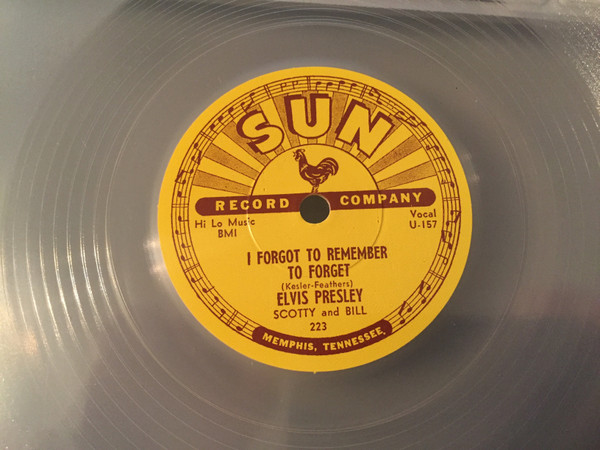 SUN
RECORD COMPANY
Hi Lo Music
BMI
Vocal
U-157
I FORGOT TO REMEMBER
TO FORGET
(Kesler-Feathers)
ELVIS PRESLEY
SCOTTY and BILL
223
MEMPHIS, TENNESSEE